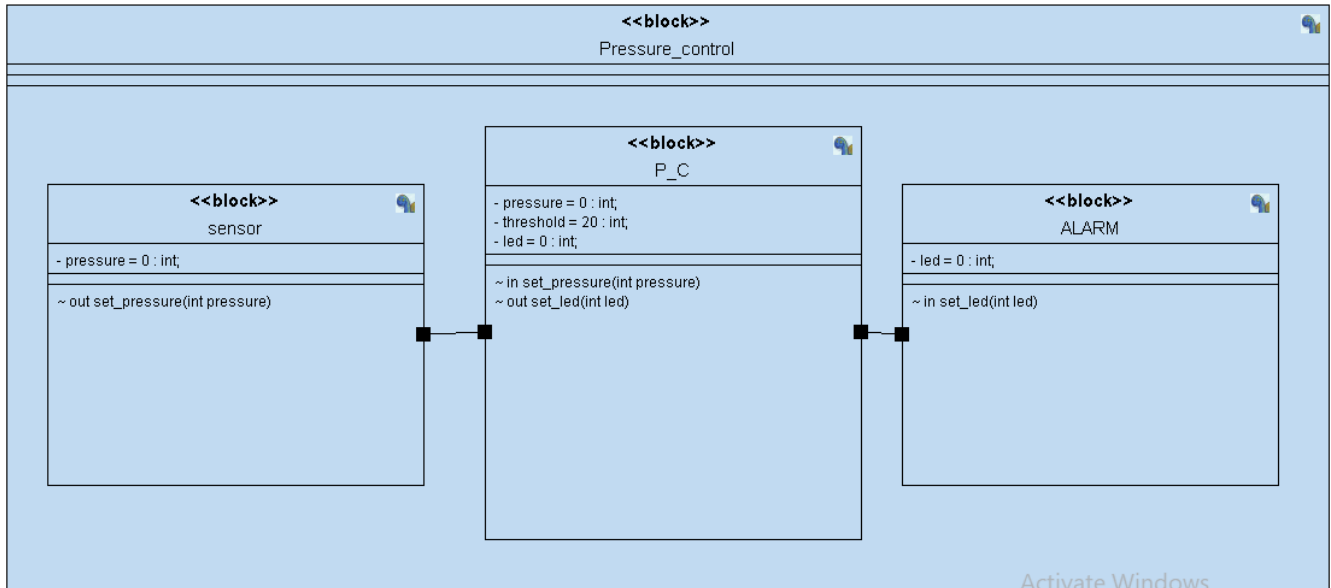 <<block>>
Pressure_control
<<block>>
sensor
- pressure = 0 : int;
~ out set_pressure(int pressure)
<<block>>
P_C
- pressure = 0 : int;
- threshold = 20 : int;
- led = 0 : int;
~ in set_pressure(int pressure)
~ out set_led(int led)
<<block>>
ALARM
- led = 0 : int;
~ in set_led(int led)
Activate Windows